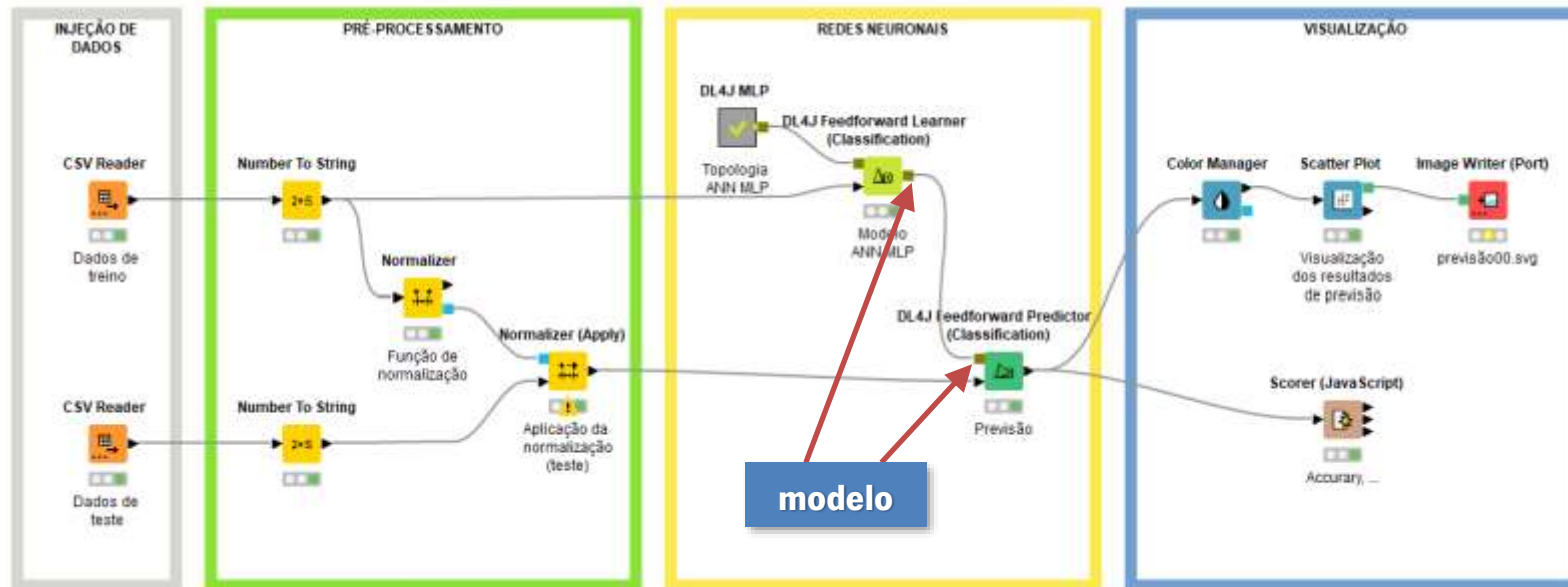 INJEÇÃO DE
DADOS
PRÉ-PROCESSAMENTO
REDES NEURONAIS
VISUALIZAÇÃO
CSV Reader
Dados de
treino
CSV Reader
Dados de
teste
Number To String
2+S
Normalizer
Função de
normalização
Normalizer (Apply)
Aplicação da
normalização
(teste)
Number To String
2+S
DL4J MLP
Topologia
ANN MLP
DL4J Feedforward Learner
(Classification)
Modelo
ANN MLP
DL4J Feedforward Predictor
(Classification)
Previsão
modelo
Color Manager
Scatter Plot
Visualização
dos resultados
de previsão
Image Writer (Port)
previsão00.svg
Scorer (JavaScript)
Accurary, ...